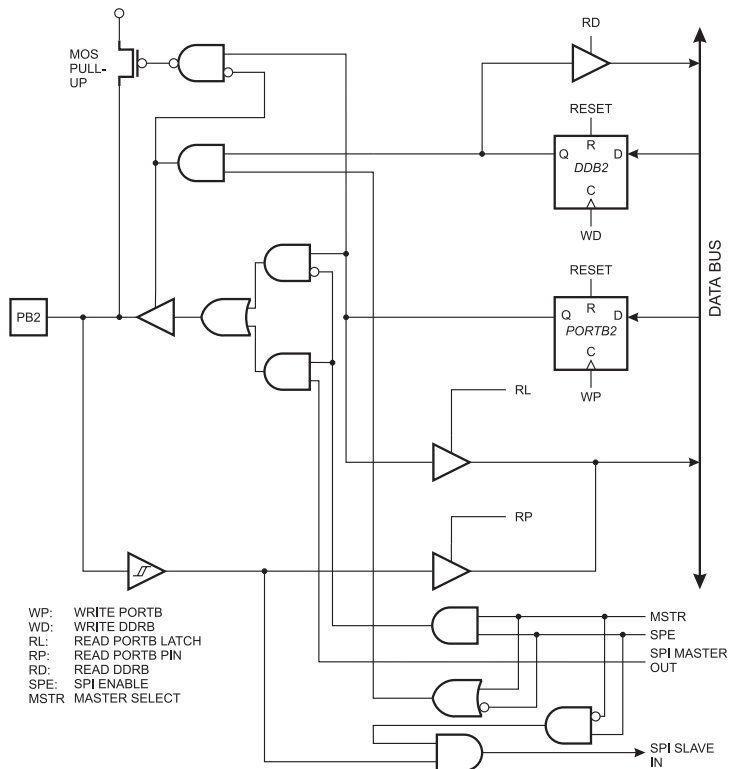 RD
MOS
PULL-
UP
RESET
R
Q
D
DDB2
C
WD
RESET
R
Q
D
PORTB2
C
WP
PB2
DATA BUS
RL
RP
WP: WRITE PORTB
WD: WRITE DDRB
RL: READ PORTB LATCH
RP: READ PORTB PIN
RD: READ DDRB
SPE: SPI ENABLE
MSTR MASTER SELECT
MSTR
SPE
SPI MASTER
OUT
SPI SLAVE
IN